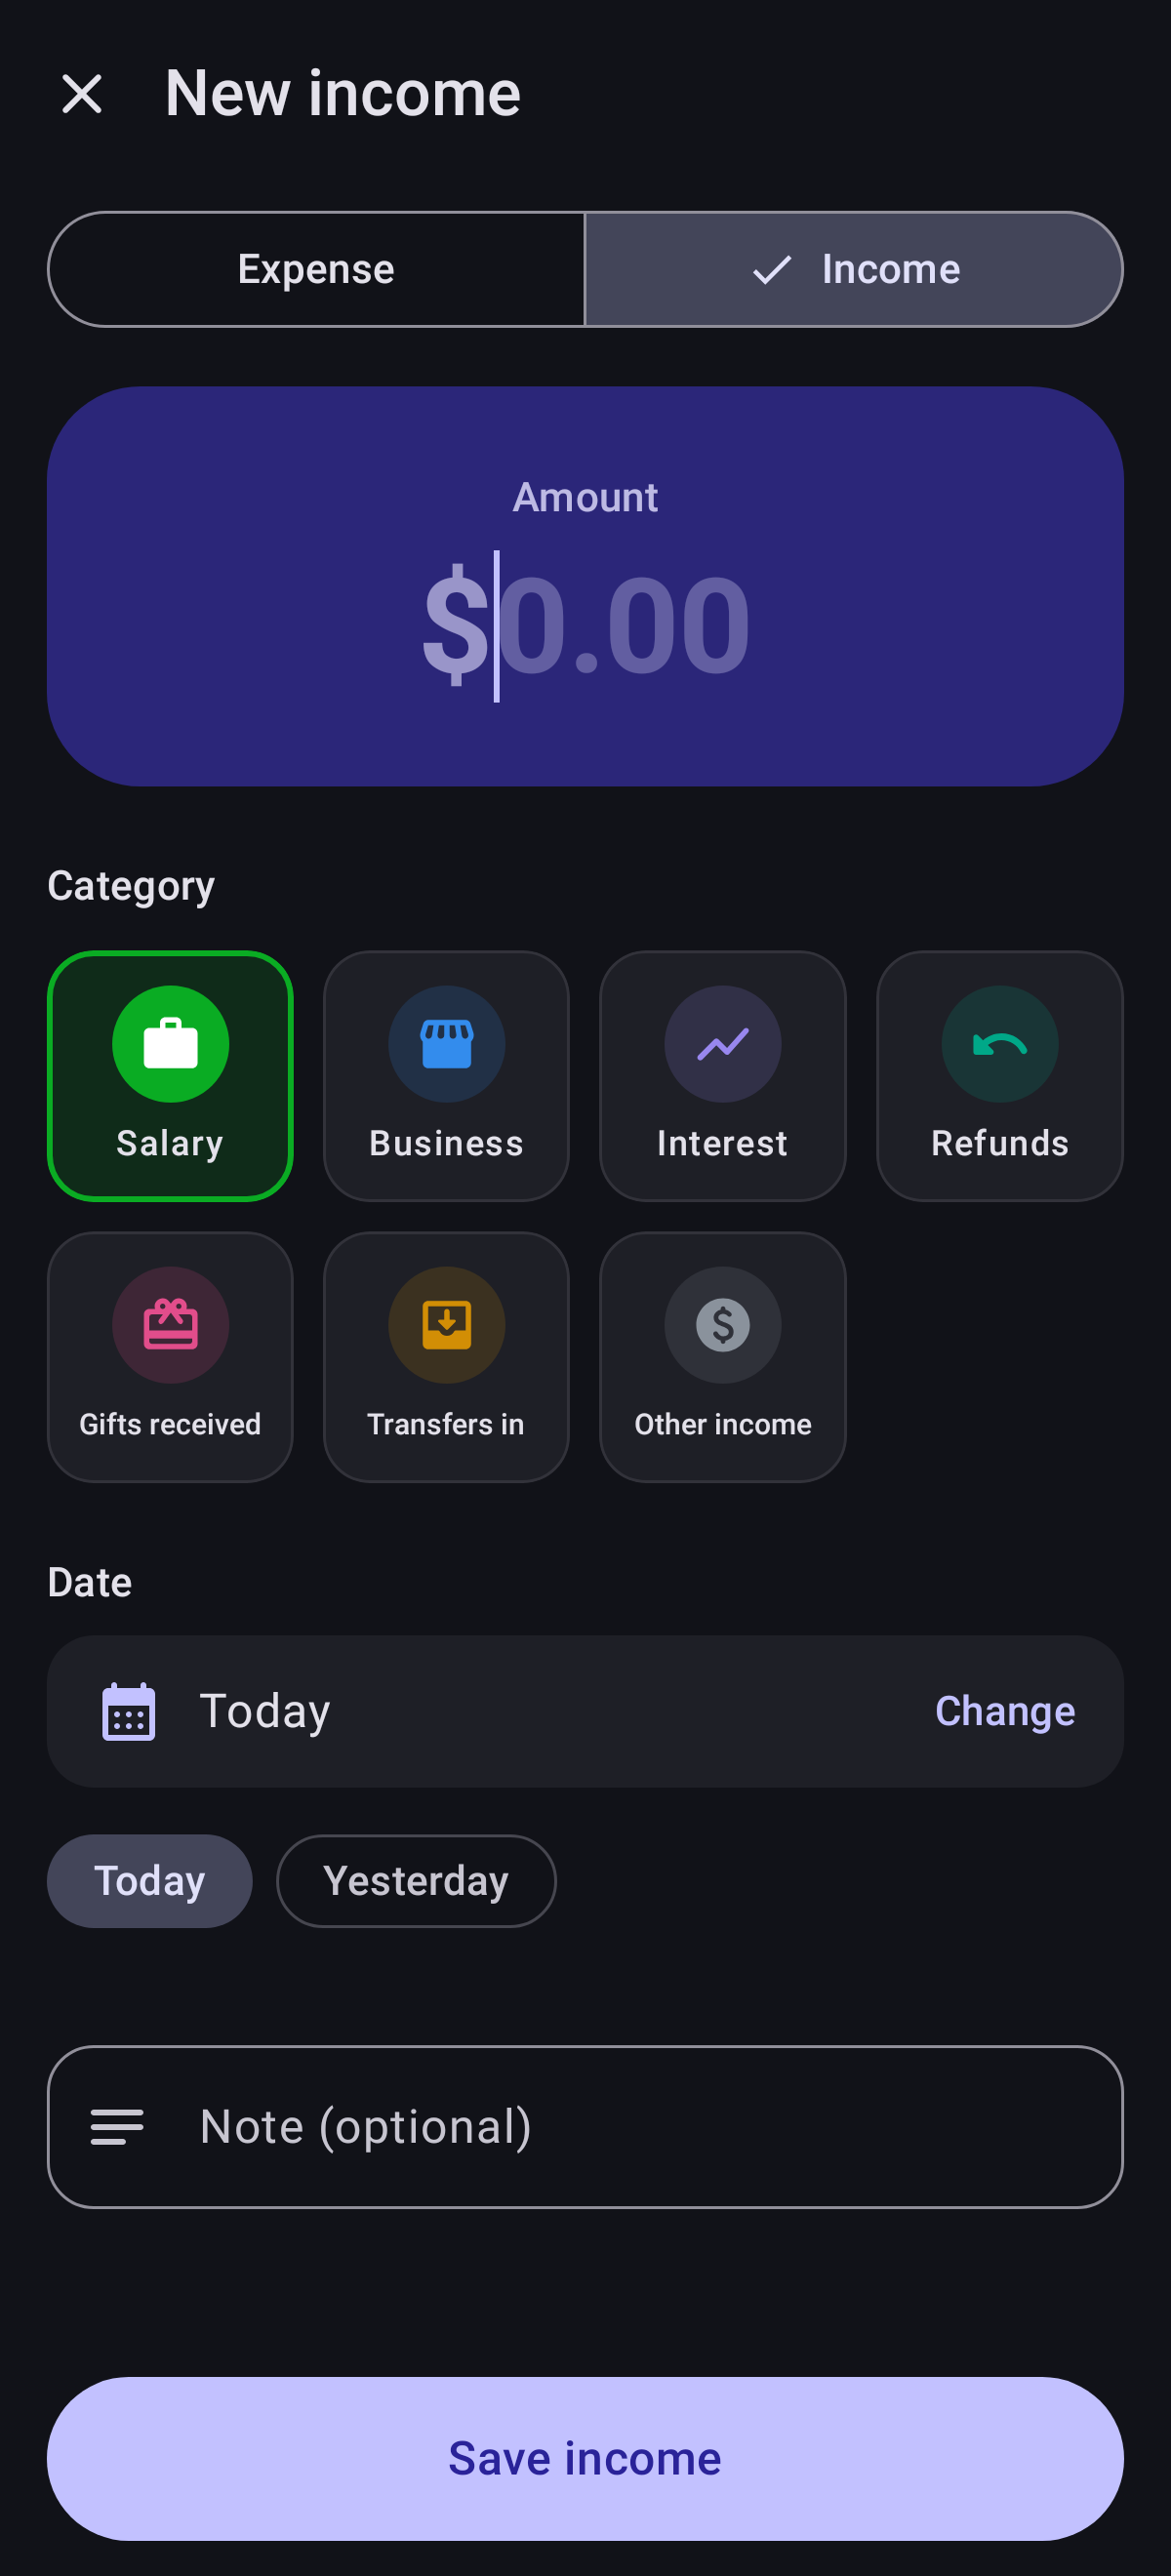 New income
Expense
Income
Amount
$0.00
Category
Salary
Business
Interest
Refunds
Gifts received
Transfers in
Other income
Date
Today
Change
Today
Yesterday
Note (optional)
Save income